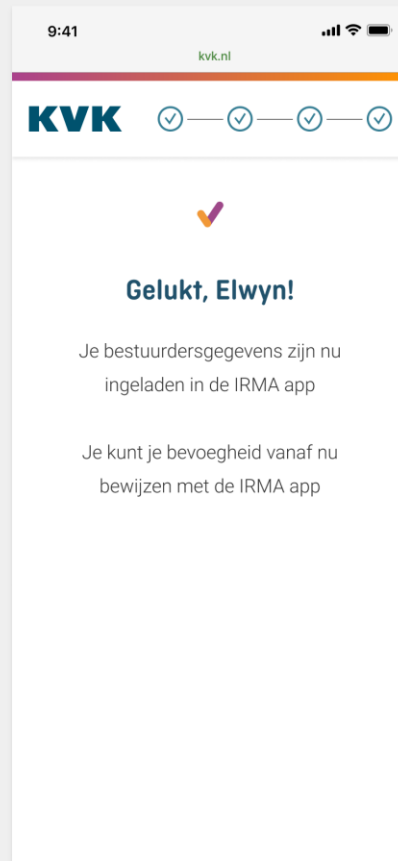 9:41
kvk.nl
KVK
Gelukt, Elwyn!
Je bestuurdersgegevens zijn nu
ingeladen in de IRMA app
Je kunt je bevoegheid vanaf nu
bewijzen met de IRMA app